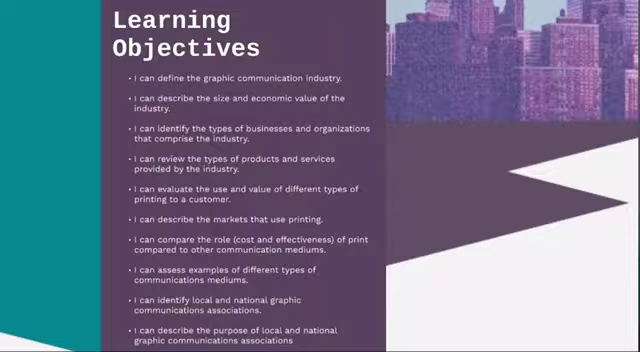 Learning
Objectives
• I can define the graphic communication industry.
• I can describe the size and economic value of the
industry.
• I can identify the types of businesses and organizations
that comprise the industry.
• I can review the types of products and services
provided by the industry.
• I can evaluate the use and value of different types of
printing to a customer.
• I can describe the markets that use printing.
• I can compare the role (cost and effectiveness) of print
compared to other communication mediums.
• I can assess examples of different types of
communications mediums.
• I can identify local and national graphic
communications associations.
• I can describe the purpose of local and national
graphic communications associations